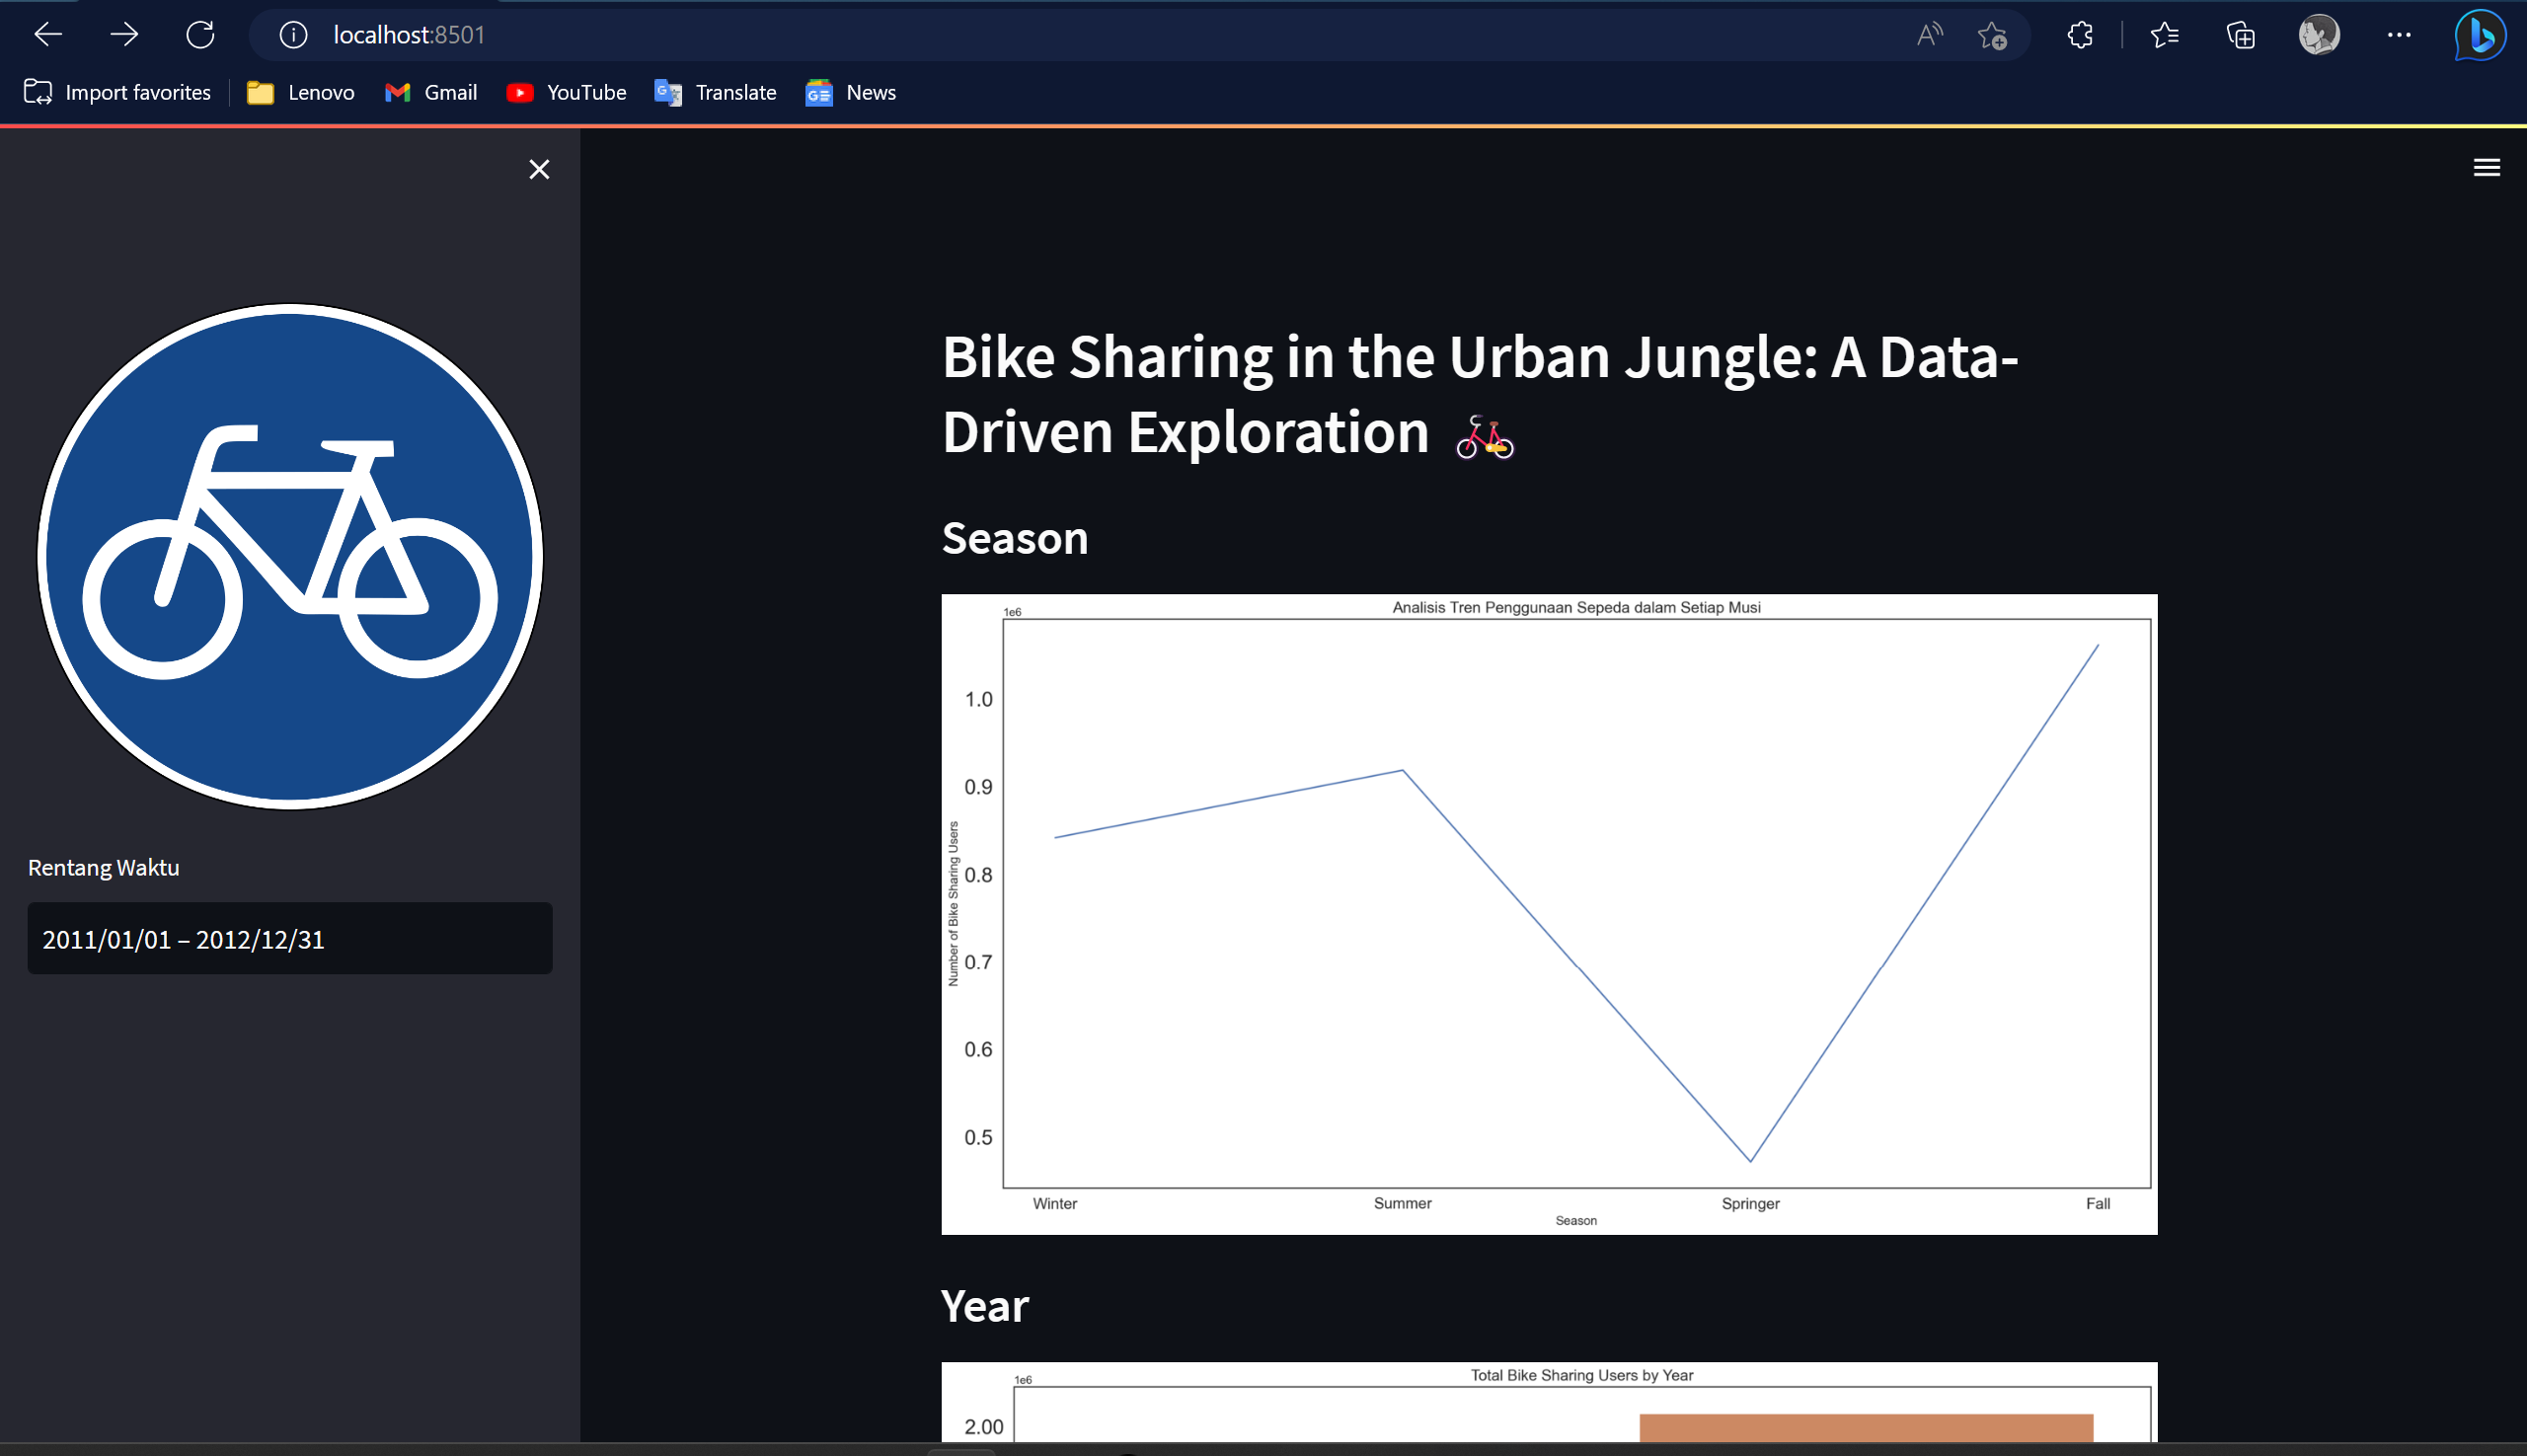 localhost:8501
Import favorites Lenovo Gmail YouTube Translate News
Rentang Waktu
2011/01/01 – 2012/12/31
Bike Sharing in the Urban Jungle: A Data-
Driven Exploration
Season
Analisis Tren Penggunaan Sepeda dalam Setiap Musi
1e6
1.0
0.9
0.8
0.7
0.6
0.5
Number of Bike Sharing Users
Winter Summer Springer Fall
Season
Year
Total Bike Sharing Users by Year
1e6
2.00